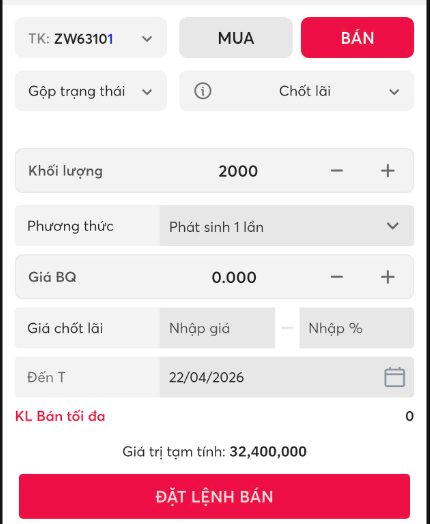 TK: ZW63101 MUA BÁN
Gộp trạng thái Chốt lãi
Khối lượng 2000
Phương thức Phát sinh 1 lần
Giá BQ 0.000
Giá chốt lãi Nhập giá Nhập %
Đến T 22/04/2026
KL Bán tối đa 0
Giá trị tạm tính: 32,400,000
ĐẶT LỆNH BÁN